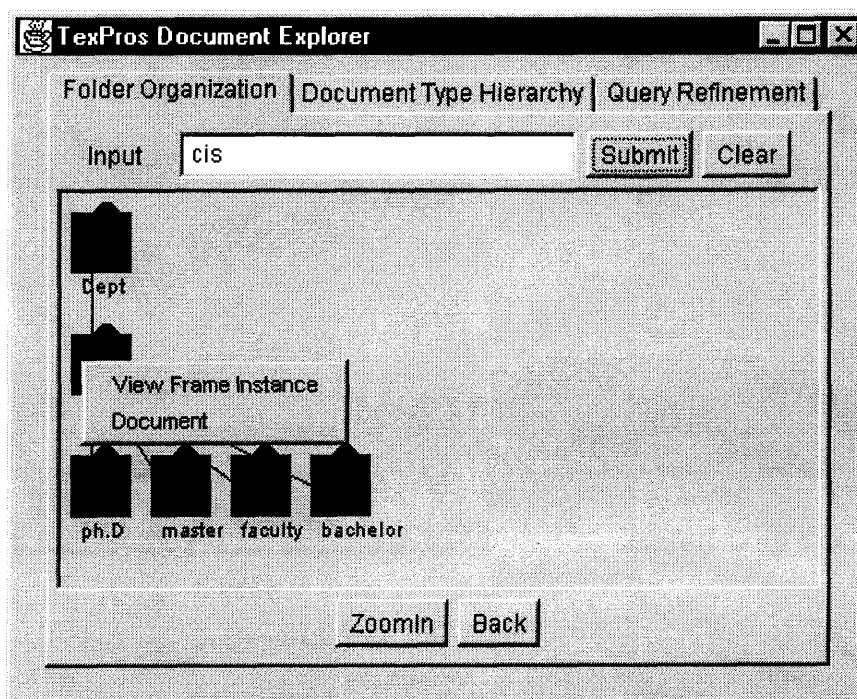 TexPros Document Explorer
Folder Organization Document Type Hierarchy Query Refinement
Input cis Submit Clear
Dept
View Frame Instance
Document
ph.D master faculty bachelor
ZoomIn Back